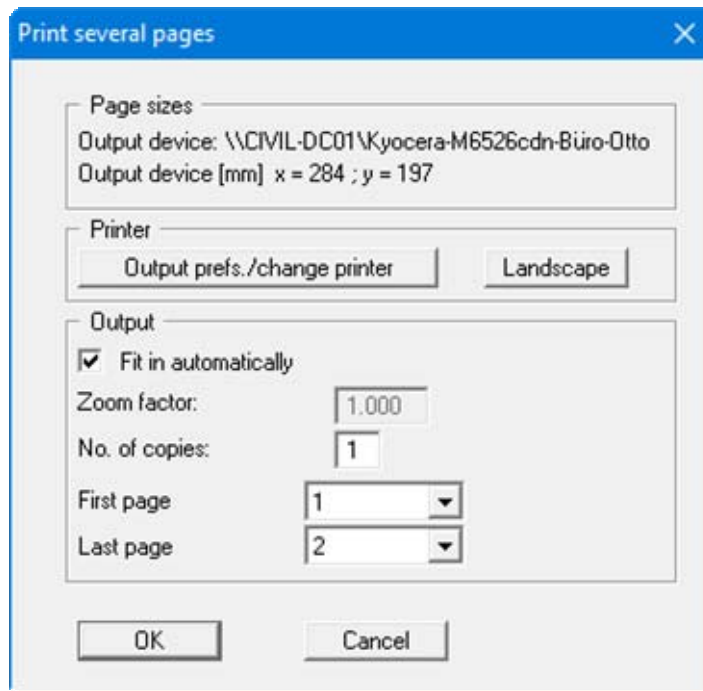 Print several pages
Page sizes
Output device: \\CIVIL-DC01\Kyocera-M6526cdn-Büro-Otto
Output device [mm] x = 284 ; y = 197
Printer
Output prefs./change printer
Landscape
Output
Fit in automatically
Zoom factor:
1.000
No. of copies:
1
First page
1
Last page
2
OK
Cancel